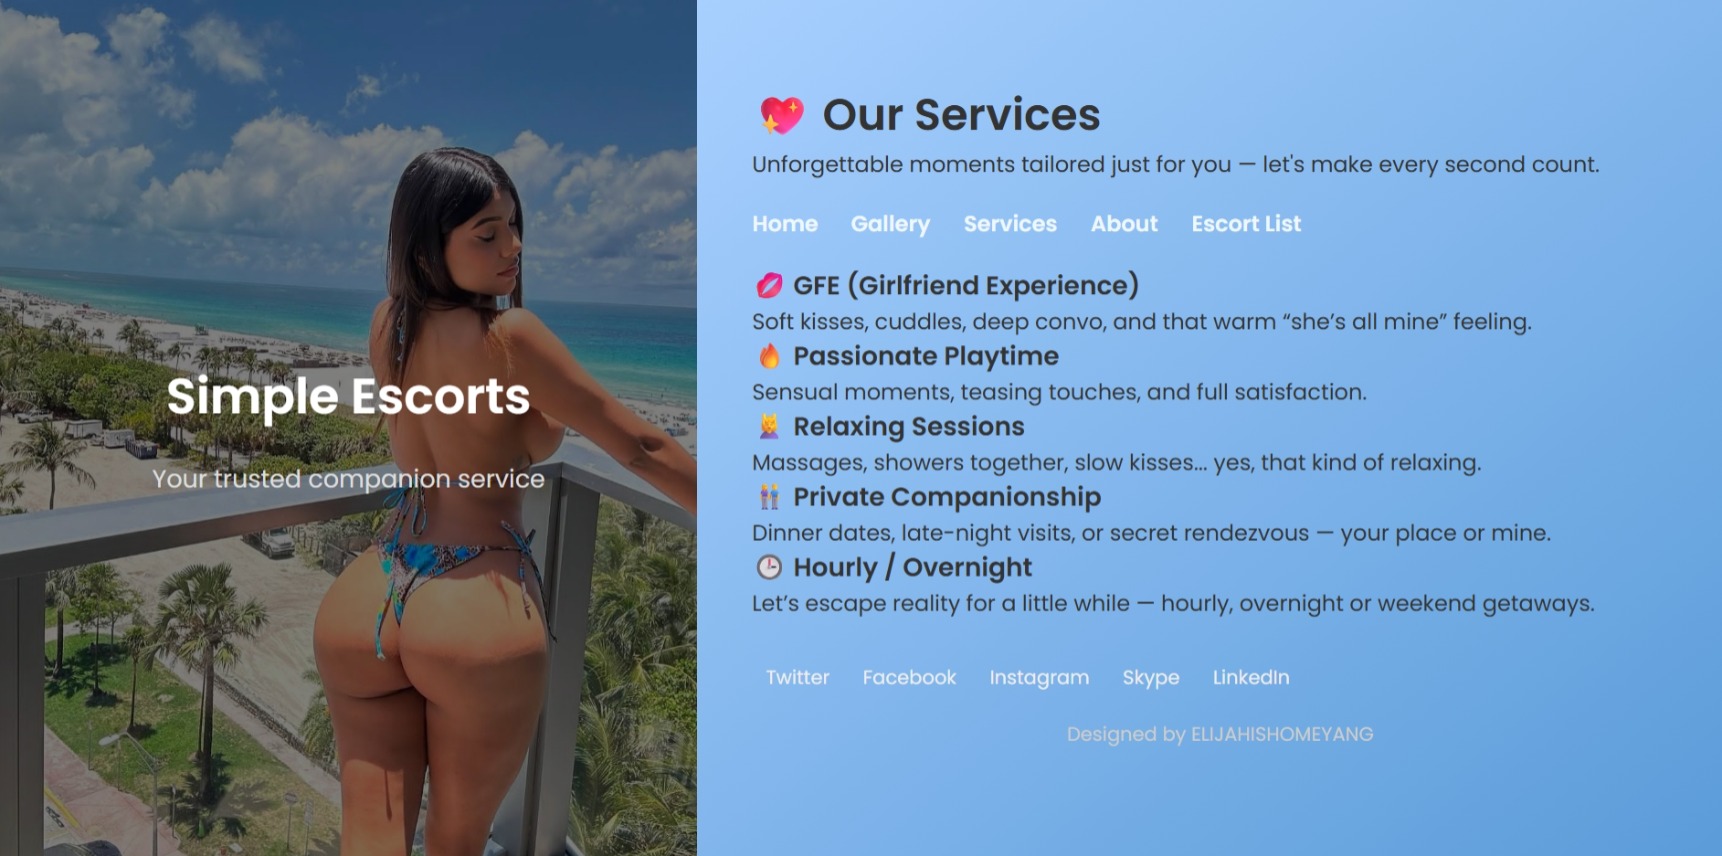 Simple Escorts
Your trusted companion service
💖 Our Services
Unforgettable moments tailored just for you — let's make every second count.
Home Gallery Services About Escort List
💋 GFE (Girlfriend Experience)
Soft kisses, cuddles, deep convo, and that warm “she’s all mine” feeling.
🔥 Passionate Playtime
Sensual moments, teasing touches, and full satisfaction.
💆‍♀️ Relaxing Sessions
Massages, showers together, slow kisses… yes, that kind of relaxing.
👫 Private Companionship
Dinner dates, late-night visits, or secret rendezvous — your place or mine.
🕒 Hourly / Overnight
Let’s escape reality for a little while — hourly, overnight or weekend getaways.
Twitter Facebook Instagram Skype LinkedIn
Designed by ELIJAHISHOMEYANG